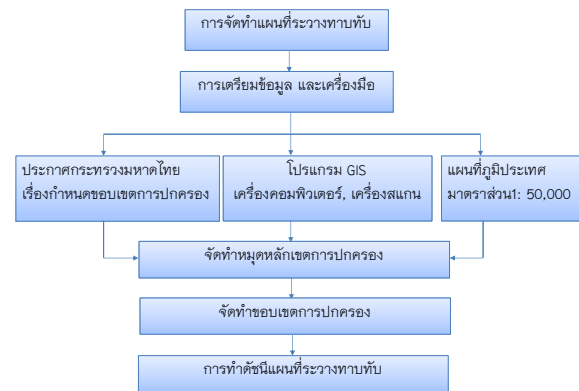 การจัดทำแผนที่ระวางทาบทับ
การเตรียมข้อมูล และเครื่องมือ
ประกาศกระทรวงมหาดไทย
เรื่องกำหนดขอบเขตการปกครอง
โปรแกรม GIS
เครื่องคอมพิวเตอร์, เครื่องสแกน
แผนที่ภูมิประเทศ
มาตราส่วน1: 50,000
จัดทำหมุดหลักเขตการปกครอง
จัดทำขอบเขตการปกครอง
การทำดัชนีแผนที่ระวางทาบทับ